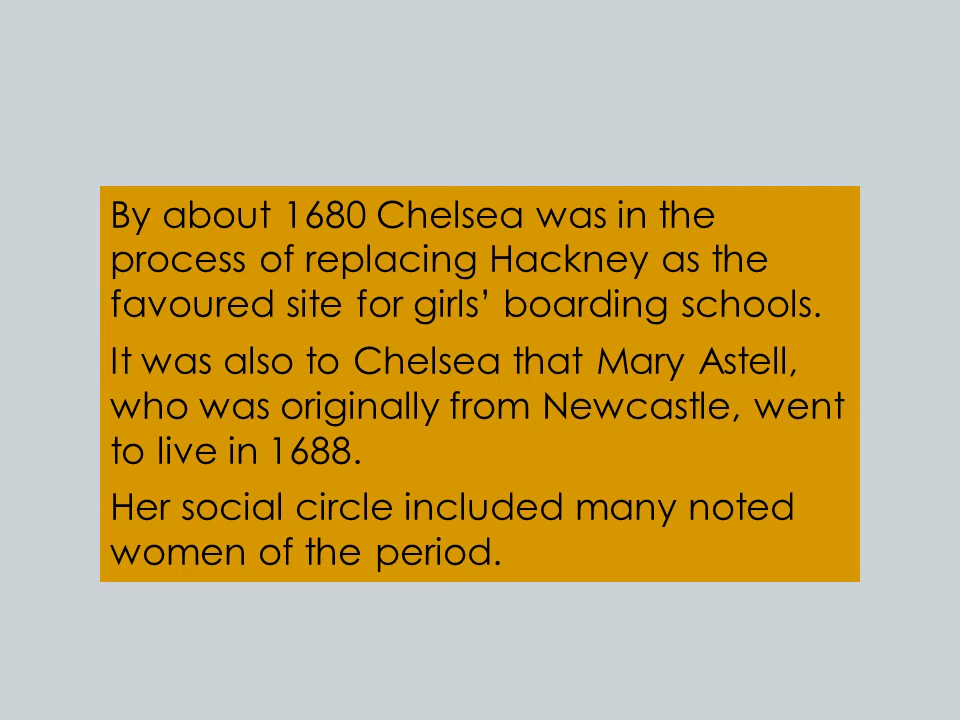 By about 1680 Chelsea was in the
process of replacing Hackney as the
favoured site for girls’ boarding schools.
It was also to Chelsea that Mary Astell,
who was originally from Newcastle, went
to live in 1688.
Her social circle included many noted
women of the period.